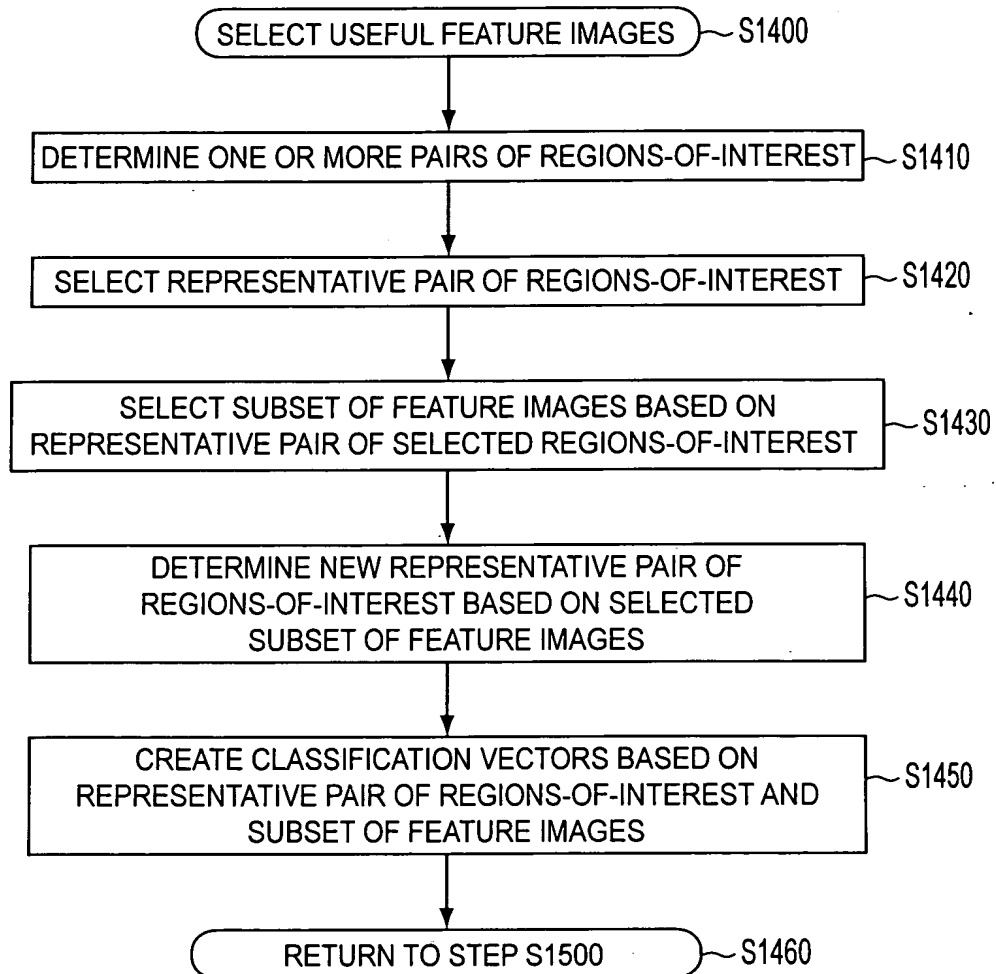 SELECT USEFUL FEATURE IMAGES S1400
DETERMINE ONE OR MORE PAIRS OF REGIONS-OF-INTEREST S1410
SELECT REPRESENTATIVE PAIR OF REGIONS-OF-INTEREST S1420
SELECT SUBSET OF FEATURE IMAGES BASED ON
REPRESENTATIVE PAIR OF SELECTED REGIONS-OF-INTEREST
S1430
DETERMINE NEW REPRESENTATIVE PAIR OF
REGIONS-OF-INTEREST BASED ON SELECTED
SUBSET OF FEATURE IMAGES
S1440
CREATE CLASSIFICATION VECTORS BASED ON
REPRESENTATIVE PAIR OF REGIONS-OF-INTEREST AND
SUBSET OF FEATURE IMAGES
S1450
RETURN TO STEP S1500 S1460